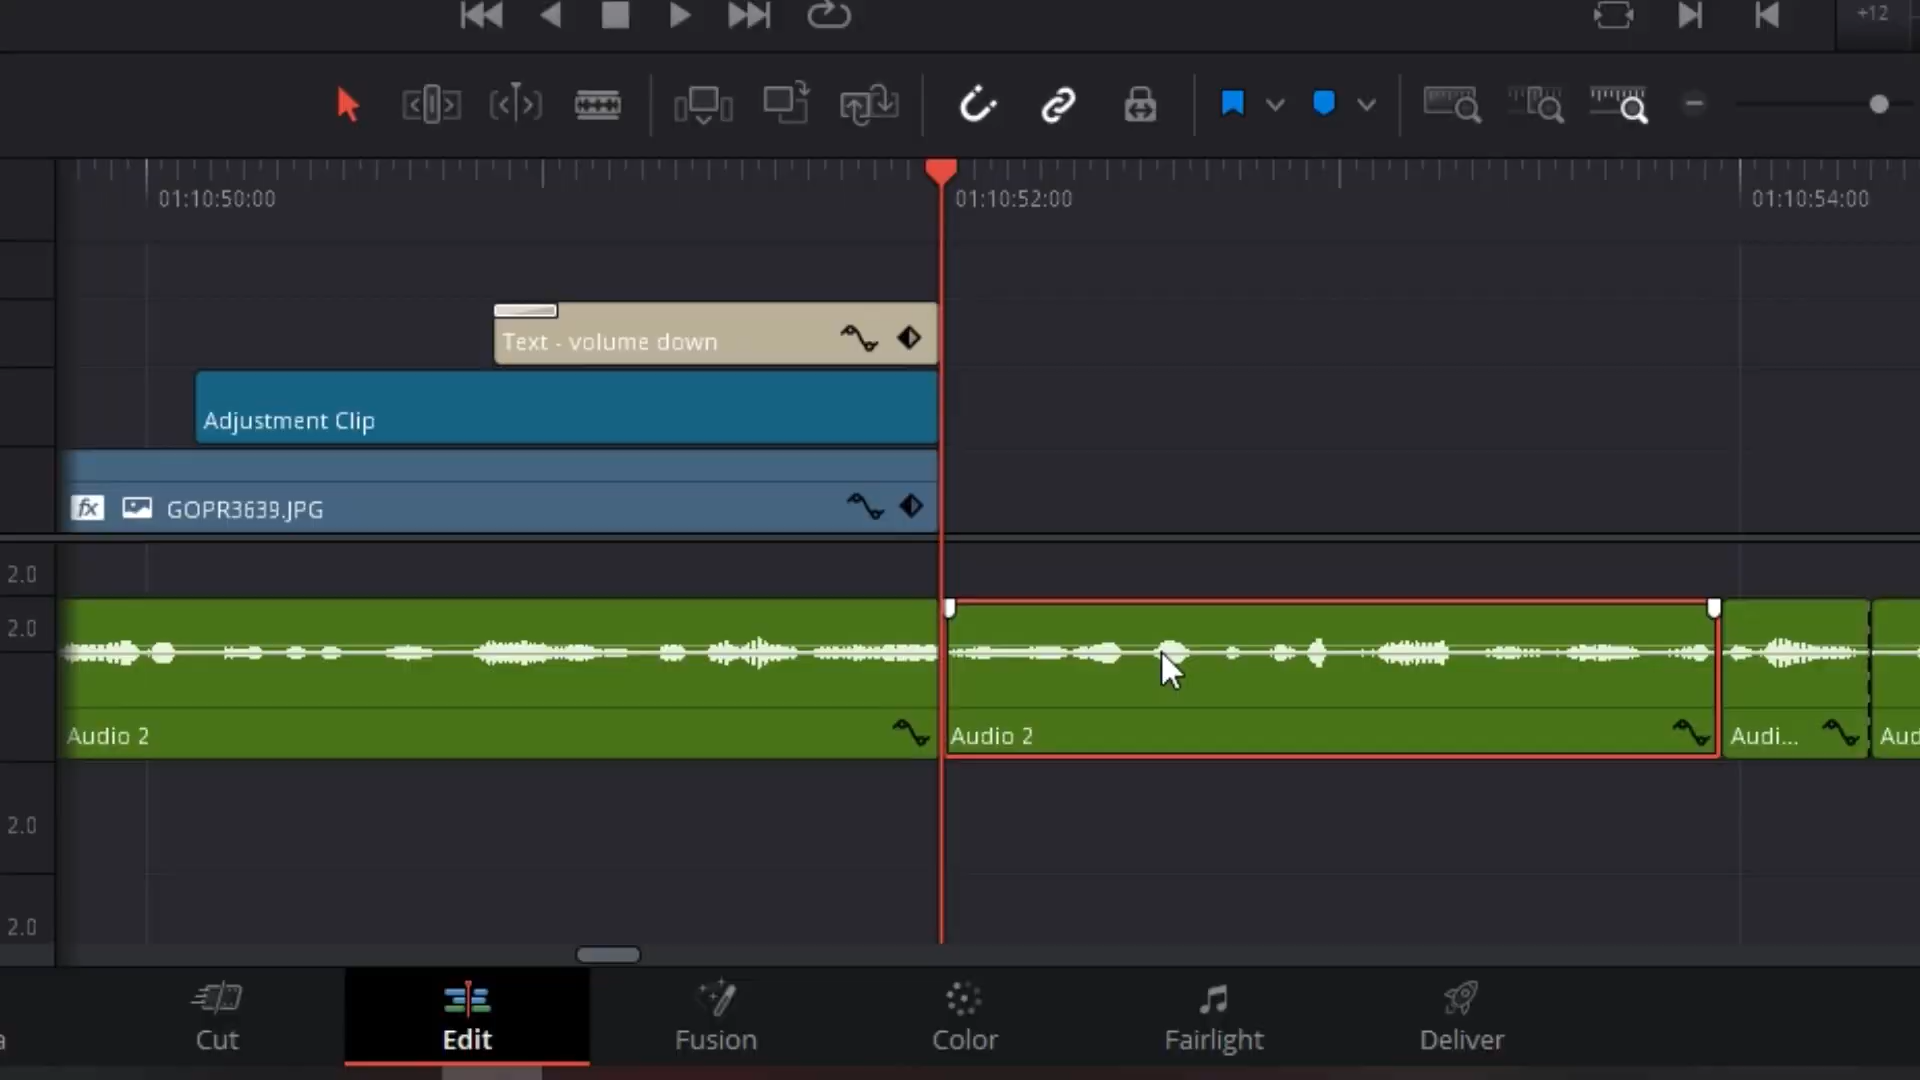 +12
01:10:50:00
01:10:52:00
01:10:54:00
Text - volume down
Adjustment Clip
fx GOPR3639.JPG
2.0
2.0
Audio 2
Audio 2
Audi...
Aud
2.0
2.0
a
Cut
Edit
Fusion
Color
Fairlight
Deliver